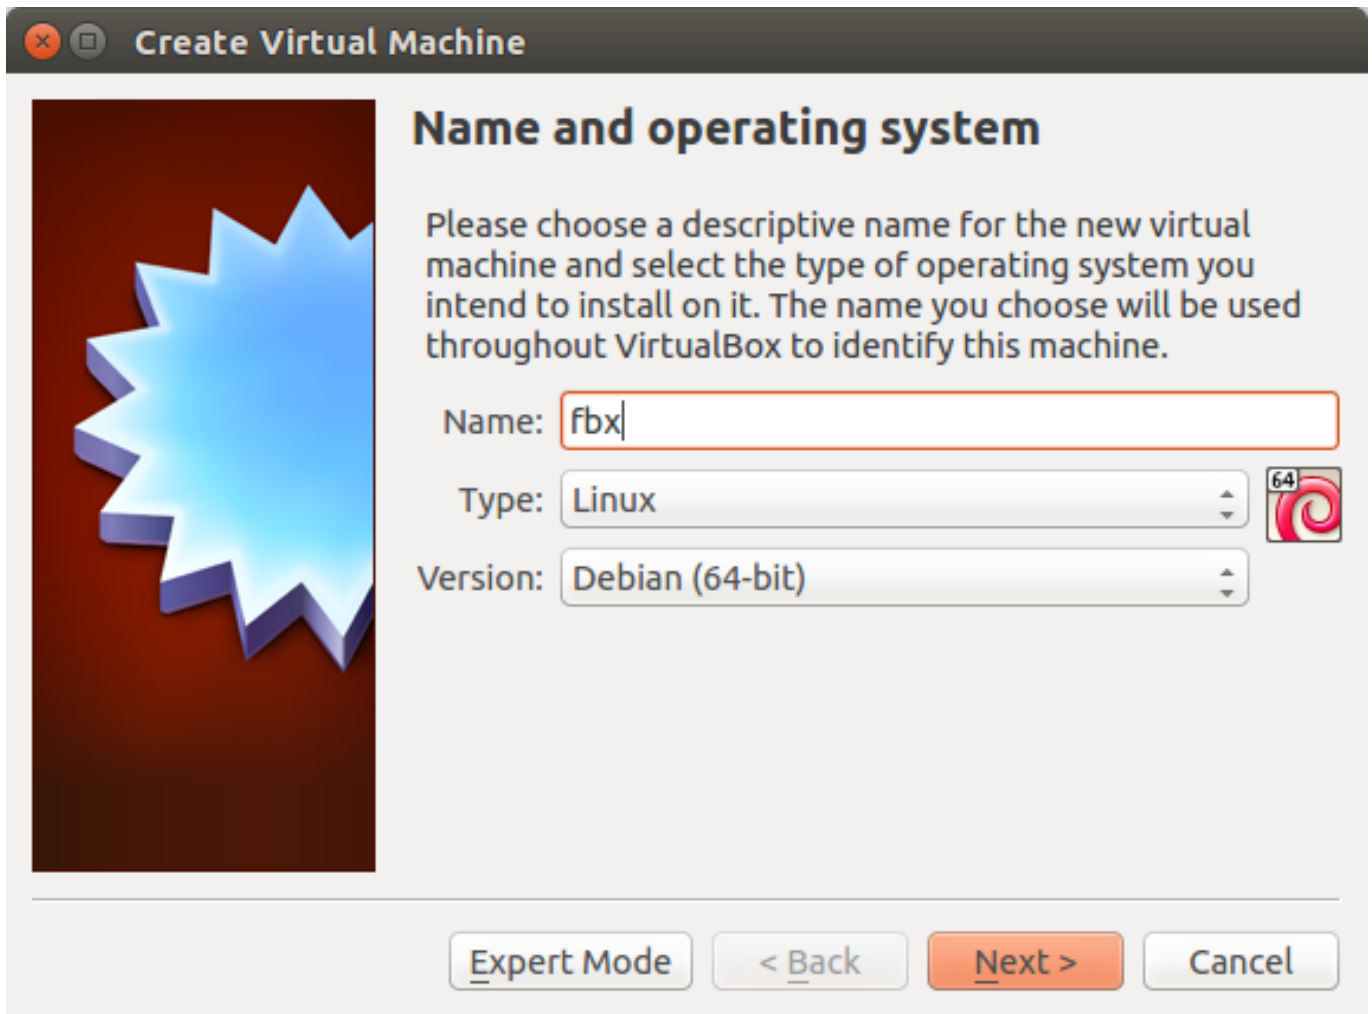 Create Virtual Machine
Name and operating system
Please choose a descriptive name for the new virtual
machine and select the type of operating system you
intend to install on it. The name you choose will be used
throughout VirtualBox to identify this machine.
Name: fbx
Type: Linux
64
Version: Debian (64-bit)
Expert Mode < Back Next > Cancel